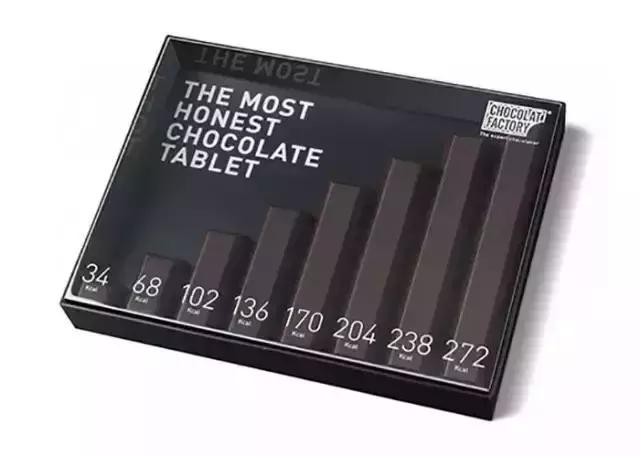 THE MOST
THE MOST
HONEST
CHOCOLATE
TABLET
CHOCOLAT
FACTORY
34
Kcal
68
Kcal
102
Kcal
136
Kcal
170
Kcal
204
Kcal
238
Kcal
272
Kcal